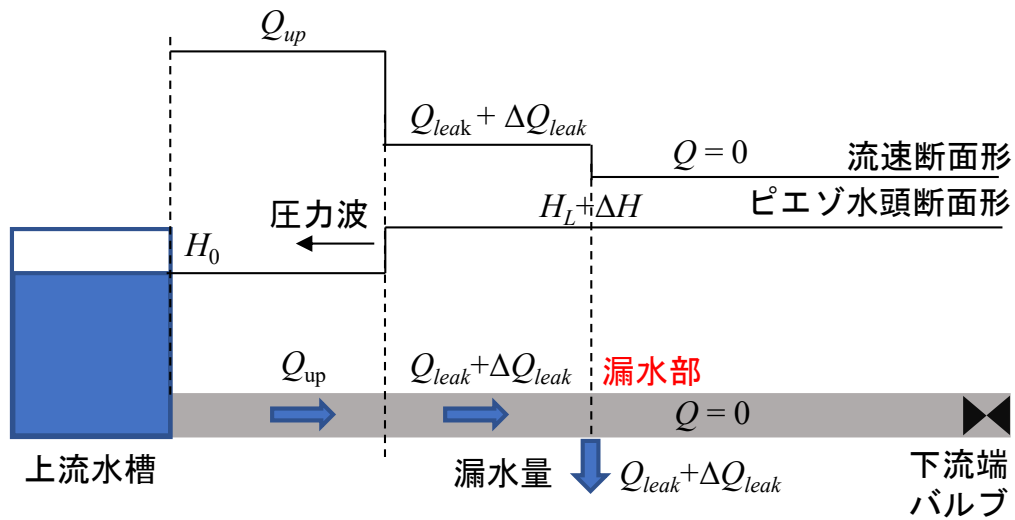 Q_up
Q_leak + ΔQ_leak
Q = 0
流速断面形
H_L+ΔH
ピエゾ水頭断面形
圧力波
H_0
Q_up
Q_leak+ΔQ_leak
漏水部
Q = 0
上流水槽
漏水量
Q_leak+ΔQ_leak
下流端
バルブ